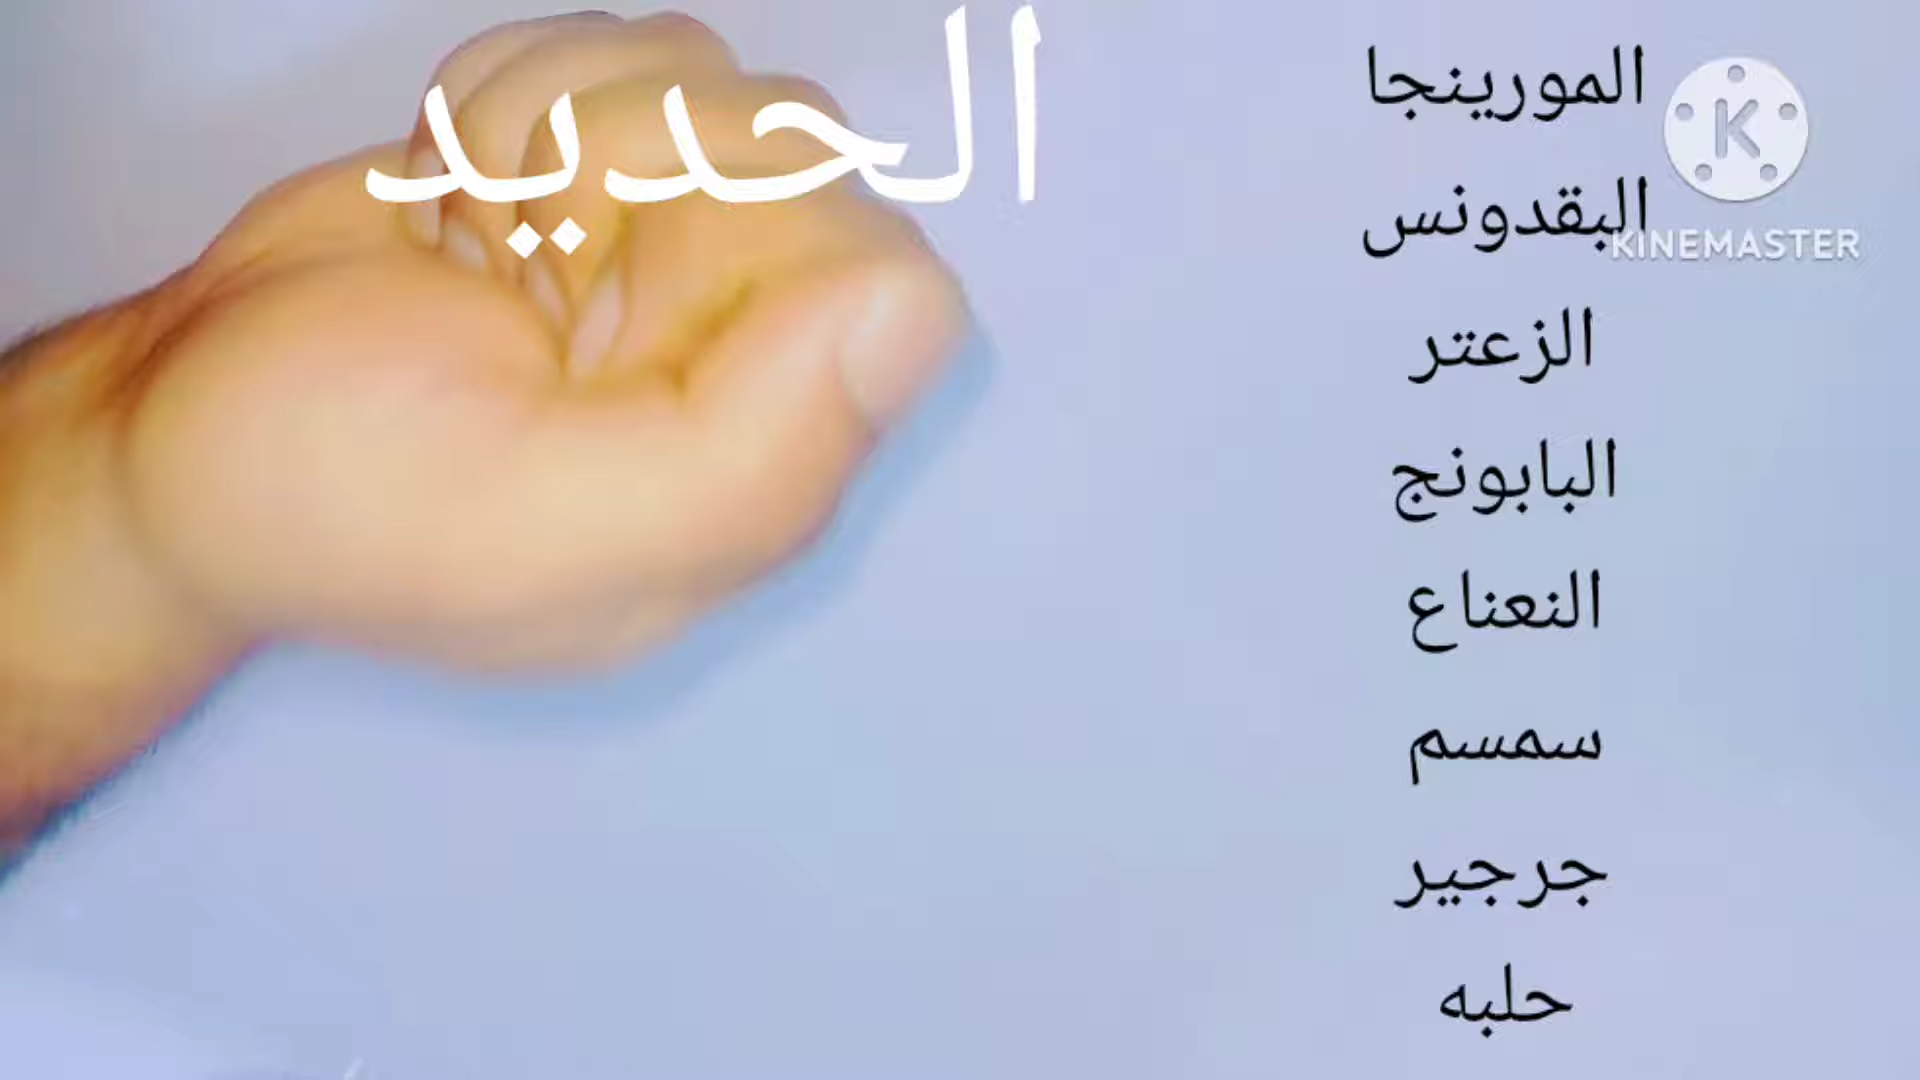 الحديد
المورينجا
البقدونس
الزعتر
البابونج
النعناع
سمسم
جرجير
حلبه
K
KINEMASTER